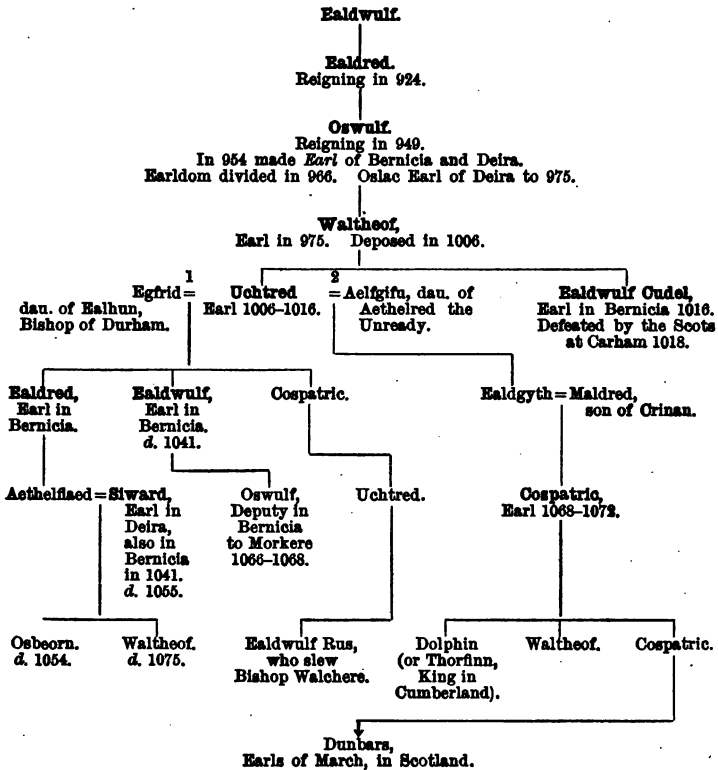 Ealdwulf.
Ealdred.
Reigning in 924.
Oswulf.
Reigning in 949.
In 954 made Earl of Bernicia and Deira.
Earldom divided in 966. Oslac Earl of Deira to 975.
Waltheof,
Earl in 975. Deposed in 1006.
1
2
Egfrid=
dau. of Ealhun,
Bishop of Durham.
Uchtred
Earl 1006–1016.
=Aelfgifu, dau. of
Aethelred the
Unready.
Ealdwulf Cudel,
Earl in Bernicia 1016.
Defeated by the Scots
at Carham 1018.
Ealdred,
Earl in
Bernicia.
Ealdwulf,
Earl in
Bernicia.
d. 1041.
Cospatric.
Ealdgyth=Maldred,
son of Crinan.
Aethelflaed=Siward,
Earl in
Deira,
also in
Bernicia
in 1041.
d. 1055.
Oswulf,
Deputy in
Bernicia
to Morkere
1066–1068.
Uchtred.
Cospatric,
Earl 1068–1072.
Osbeorn.
d. 1054.
Waltheof.
d. 1075.
Ealdwulf Rus,
who slew
Bishop Walchere.
Dolphin
(or Thorfinn,
King in
Cumberland).
Waltheof.
Cospatric.
Dunbars,
Earls of March, in Scotland.